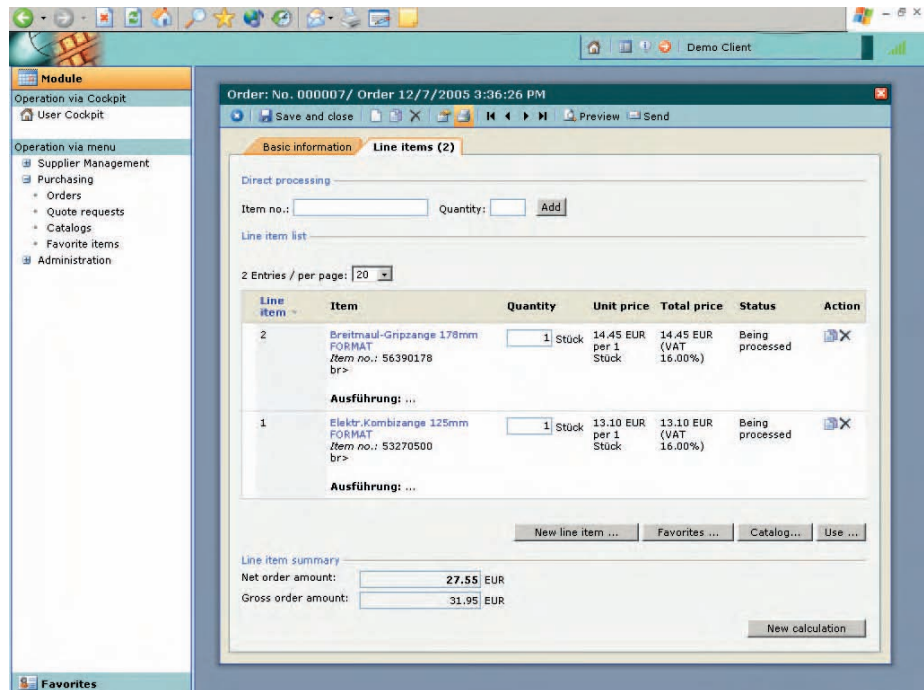 Demo Client
Module
Operation via Cockpit
User Cockpit
Operation via menu
Supplier Management
Purchasing
Orders
Quote requests
Catalogs
Favorite items
Administration
Favorites
Order: No. 000007/ Order 12/7/2005 3:36:26 PM
Save and close Preview Send
Basic information Line items (2)
Direct processing
Item no.: Quantity: Add
Line item list
2 Entries / per page: 20
Line item Item Quantity Unit price Total price Status Action
2 Breitmaul-Gripzange 178mm 1 Stück 14.45 EUR 14.45 EUR Being
FORMAT per 1 (VAT processed
Item no.: 56390178 Stück 16.00%)
br>
Ausführung: ...
1 Elektr.Kombizange 125mm 1 Stück 13.10 EUR 13.10 EUR Being
FORMAT per 1 (VAT processed
Item no.: 53270500 Stück 16.00%)
br>
Ausführung: ...
New line item ... Favorites ... Catalog... Use ...
Line item summary
Net order amount: 27.55 EUR
Gross order amount: 31.95 EUR
New calculation